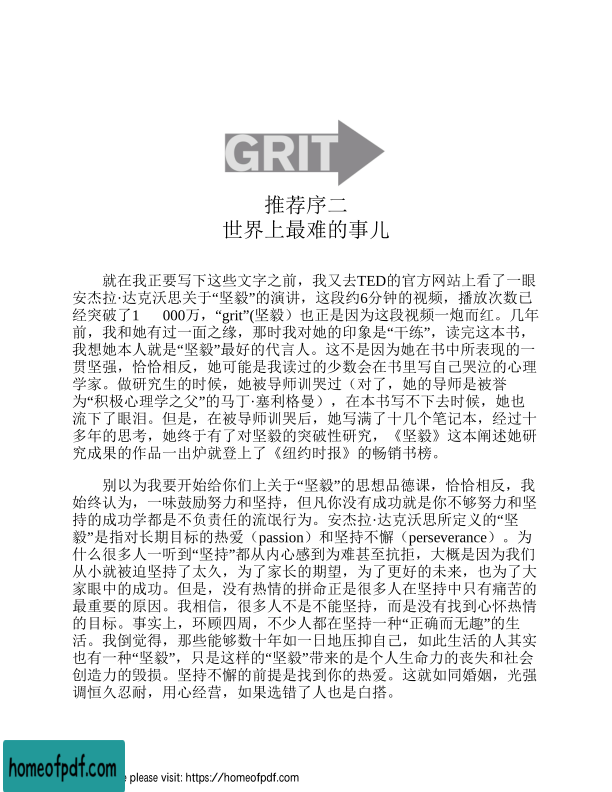 GRIT
推荐序二
世界上最难的事儿
就在我正要写下这些文字之前，我又去TED的官方网站上看了一眼
安杰拉·达克沃思关于“坚毅”的演讲，这段约6分钟的视频，播放次数已
经突破了1 000万，“grit”(坚毅）也正是因为这段视频一炮而红。几年
前，我和她有过一面之缘，那时我对她的印象是“干练”，读完这本书，
我想她本人就是“坚毅”最好的代言人。这不是因为她在书中所表现的一
贯坚强，恰恰相反，她可能是我读过的少数会在书里写自己哭泣的心理
学家。做研究生的时候，她被导师训哭过（对了，她的导师是被誉
为“积极心理学之父”的马丁·塞利格曼），在本书写不下去时候，她也
流下了眼泪。但是，在被导师训哭后，她写满了十几个笔记本，经过十
多年的思考，她终于有了对坚毅的突破性研究，《坚毅》这本阐述她研
究成果的作品一出炉就登上了《纽约时报》的畅销书榜。
别以为我要开始给你们上关于“坚毅”的思想品德课，恰恰相反，我
始终认为，一味鼓励努力和坚持，但凡你没有成功就是你不够努力和坚
持的成功学都是不负责任的流氓行为。安杰拉·达克沃思所定义的“坚
毅”是指对长期目标的热爱（passion）和坚持不懈（perseverance）。为
什么很多人一听到“坚持”都从内心感到为难甚至抗拒，大概是因为我们
从小就被迫坚持了太久，为了家长的期望，为了更好的未来，也为了大
家眼中的成功。但是，没有热情的拼命正是很多人在坚持中只有痛苦的
最重要的原因。我相信，很多人不是不能坚持，而是没有找到心怀热情
的目标。事实上，环顾四周，不少人都在坚持一种“正确而无趣”的生
活。我倒觉得，那些能够数十年如一日地压抑自己，如此生活的人其实
也有一种“坚毅”，只是这样的“坚毅”带来的是个人生命力的丧失和社会
创造力的毁损。坚持不懈的前提是找到你的热爱。这就如同婚姻，光强
调恒久忍耐，用心经营，如果选错了人也是白搭。
homeofpdf.com
please visit: https://homeofpdf.com